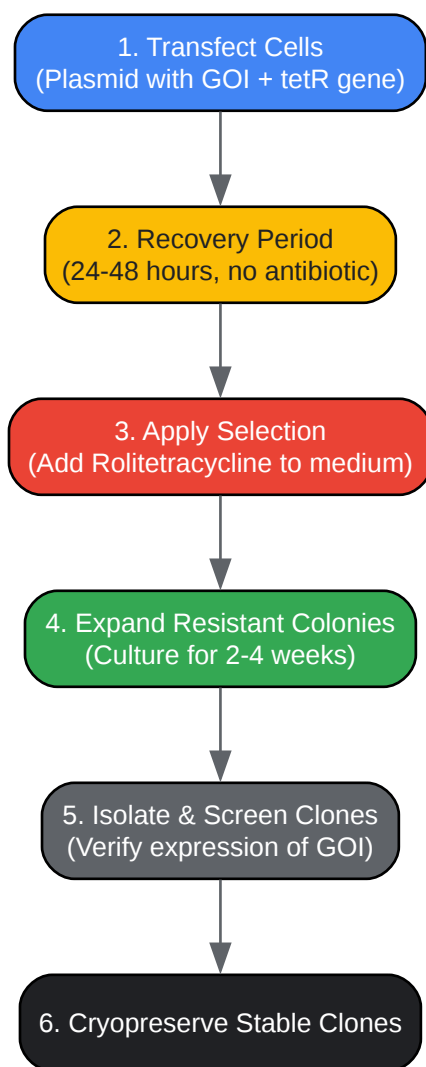 1. Transfect Cells
(Plasmid with GOI + tetR gene)
2. Recovery Period
(24-48 hours, no antibiotic)
3. Apply Selection
(Add Rolitetracycline to medium)
4. Expand Resistant Colonies
(Culture for 2-4 weeks)
5. Isolate & Screen Clones
(Verify expression of GOI)
6. Cryopreserve Stable Clones